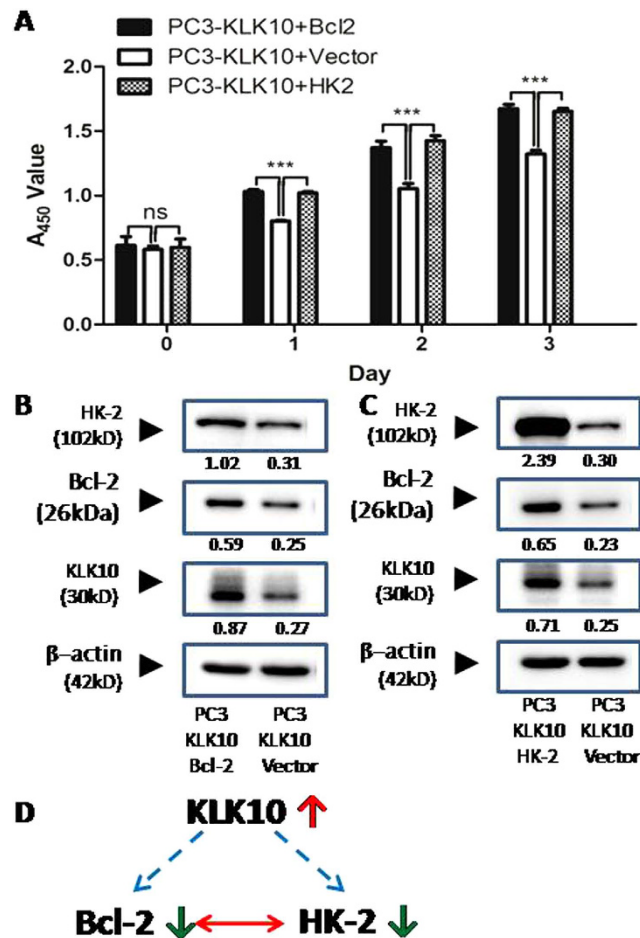 A
PC3-KLK10+Bcl2
PC3-KLK10+Vector
PC3-KLK10+HK2
2.0
1.5
1.0
0.5
0.0
A450 Value
ns
***
***
***
0
1
2
3
Day
B
HK-2
(102kD)
1.02 0.31
Bcl-2
(26kDa)
0.59 0.25
KLK10
(30kD)
0.87 0.27
β–actin
(42kD)
PC3 PC3
KLK10 KLK10
Bcl-2 Vector
C
HK-2
(102kD)
2.39 0.30
Bcl-2
(26kDa)
0.65 0.23
KLK10
(30kD)
0.71 0.25
β–actin
(42kD)
PC3 PC3
KLK10 KLK10
HK-2 Vector
D
KLK10 ↑
Bcl-2 ↓ ↔ HK-2 ↓